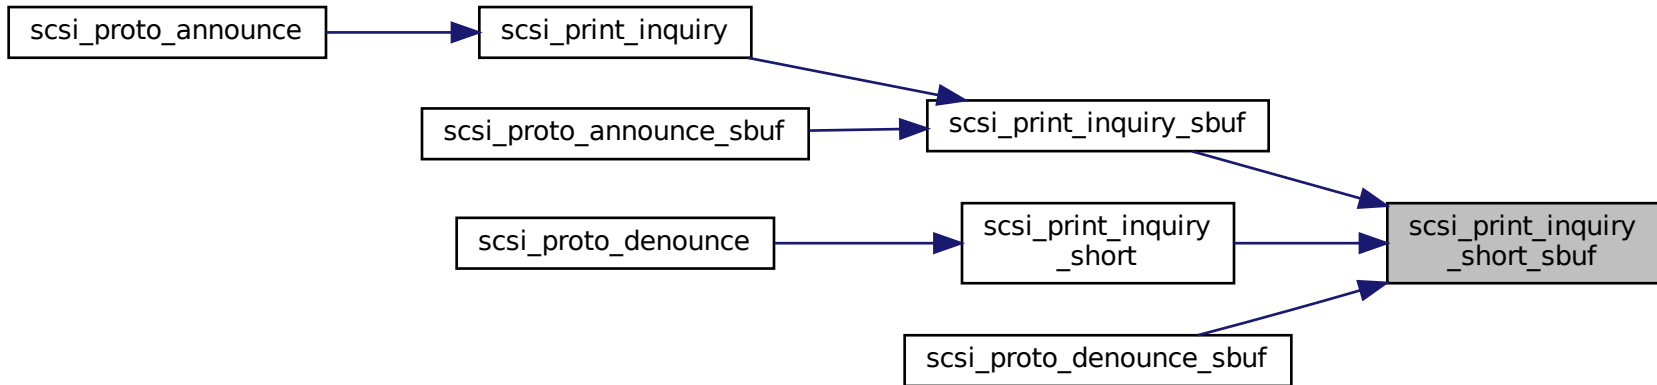 scsi_proto_announce
scsi_print_inquiry
scsi_proto_announce_sbuf
scsi_print_inquiry_sbuf
scsi_proto_denounce
scsi_print_inquiry
_short
scsi_print_inquiry
_short_sbuf
scsi_proto_denounce_sbuf